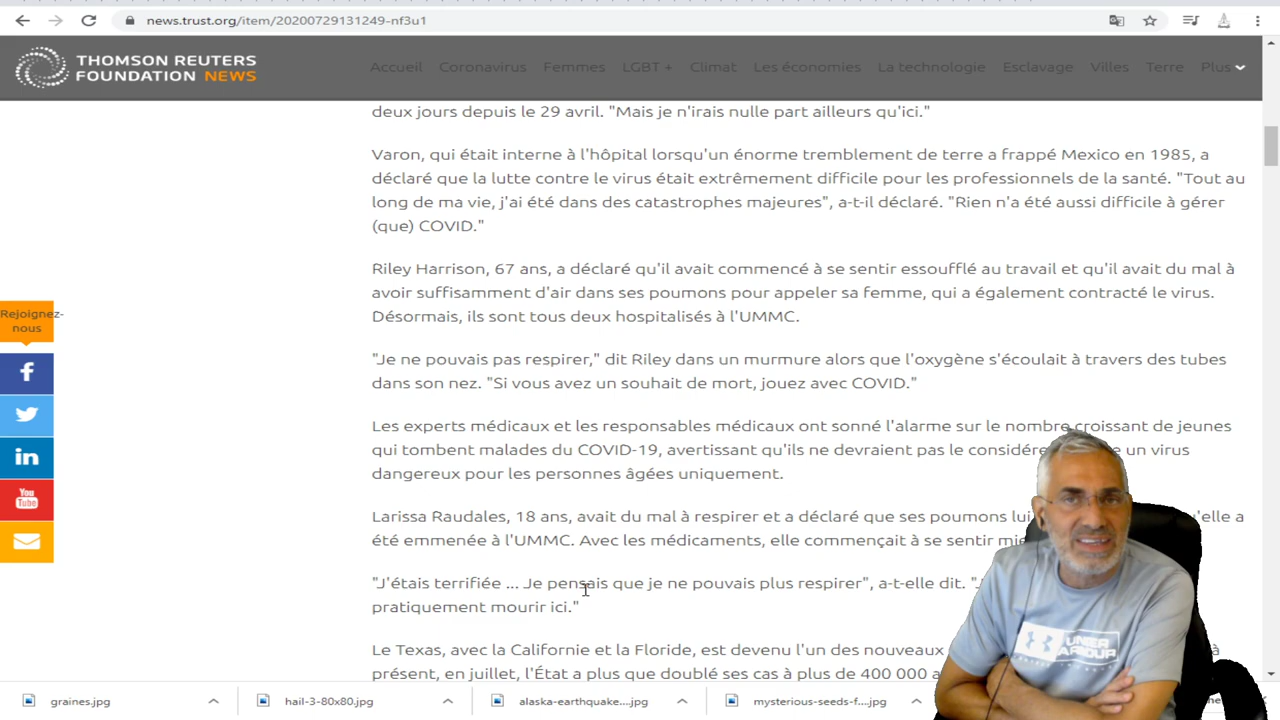 news.trust.org/item/20200729131249-nf3u1
THOMSON REUTERS
FOUNDATION NEWS
Accueil Coronavirus Femmes LGBT + Climat Les économies La technologie Esclavage Villes Terre Plus
deux jours depuis le 29 avril. "Mais je n'irais nulle part ailleurs qu'ici."
Varon, qui était interne à l'hôpital lorsqu'un énorme tremblement de terre a frappé Mexico en 1985, a
déclaré que la lutte contre le virus était extrêmement difficile pour les professionnels de la santé. "Tout au
long de ma vie, j'ai été dans des catastrophes majeures", a-t-il déclaré. "Rien n'a été aussi difficile à gérer
(que) COVID."
Riley Harrison, 67 ans, a déclaré qu'il avait commencé à se sentir essoufflé au travail et qu'il avait du mal à
avoir suffisamment d'air dans ses poumons pour appeler sa femme, qui a également contracté le virus.
Désormais, ils sont tous deux hospitalisés à l'UMMC.
Rejoignez-
nous
"Je ne pouvais pas respirer," dit Riley dans un murmure alors que l'oxygène s'écoulait à travers des tubes
dans son nez. "Si vous avez un souhait de mort, jouez avec COVID."
Les experts médicaux et les responsables médicaux ont sonné l'alarme sur le nombre croissant de jeunes
qui tombent malades du COVID-19, avertissant qu'ils ne devraient pas le un virus
dangereux pour les personnes âgées uniquement.
You
Tube
Larissa Raudales, 18 ans, avait du mal à respirer et a déclaré que ses poumons a
été emmenée à l'UMMC. Avec les médicaments, elle commençait à se sentir
"J'étais terrifiée ... Je pensais que je ne pouvais plus respirer", a-t-elle dit.
pratiquement mourir ici."
Le Texas, avec la Californie et la Floride, est devenu l'un des nouveaux à
présent, en juillet, l'État a plus que doublé ses cas à plus de 400 000
UNDER
ARMOUR
graines.jpg hail-3-80x80.jpg alaska-earthquake....jpg mysterious-seeds-f....jpg